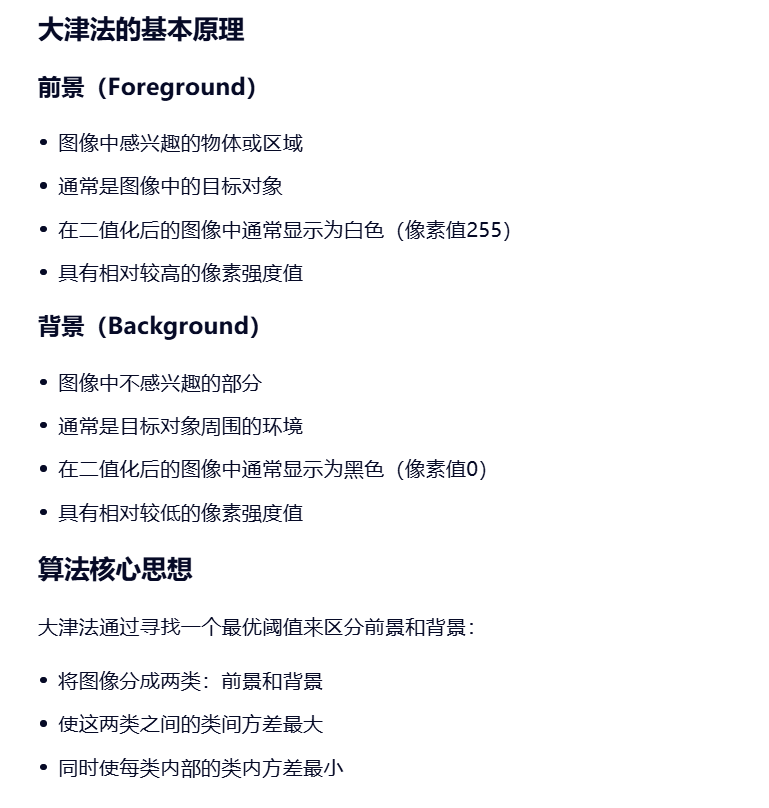 大津法的基本原理
前景（Foreground）
• 图像中感兴趣的物体或区域
• 通常是图像中的目标对象
• 在二值化后的图像中通常显示为白色（像素值255）
• 具有相对较高的像素强度值
背景（Background）
• 图像中不感兴趣的部分
• 通常是目标对象周围的环境
• 在二值化后的图像中通常显示为黑色（像素值0）
• 具有相对较低的像素强度值
算法核心思想
大津法通过寻找一个最优阈值来区分前景和背景：
• 将图像分成两类：前景和背景
• 使这两类之间的类间方差最大
• 同时使每类内部的类内方差最小